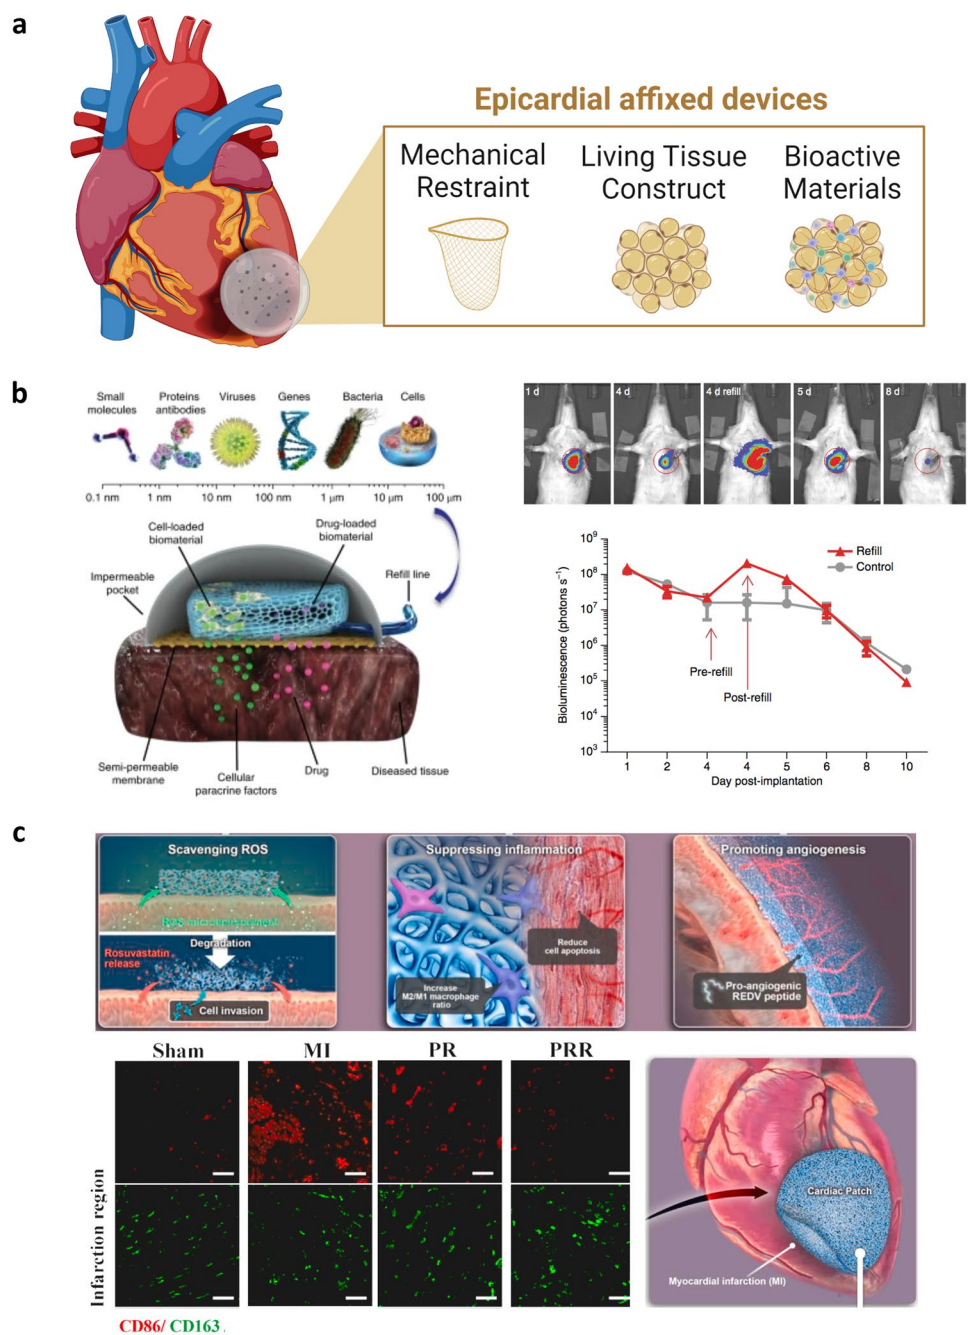 a
Epicardial affixed devices
Mechanical
Restraint
Living Tissue
Construct
Bioactive
Materials
b
Small
molecules
Proteins
antibodies
Viruses
Genes
Bacteria
Cells
0.1 nm
1 nm
10 nm
100 nm
1 μm
10 μm
100 μm
Cell-loaded
biomaterial
Drug-loaded
biomaterial
Impermeable
pocket
Refill line
Semi-permeable
membrane
Cellular
paracrine factors
Drug
Diseased tissue
1 d
4 d
4 d refill
5 d
8 d
Bioluminescence (photons s⁻¹)
10⁹
10⁸
10⁷
10⁶
10⁵
10⁴
10³
Refill
Control
Pre-refill
Post-refill
1 2 4 4 5 6 8 10
Day post-implantation
c
Scavenging ROS
ROS microenvironment
Degradation
Rosuvastatin
release
Cell invasion
Suppressing inflammation
Reduce
cell apoptosis
Increase
M2/M1 macrophage
ratio
Promoting angiogenesis
Pro-angiogenic
REDV peptide
Sham
MI
PR
PRR
Infarction region
CD86/ CD163
Cardiac Patch
Myocardial infarction (MI)